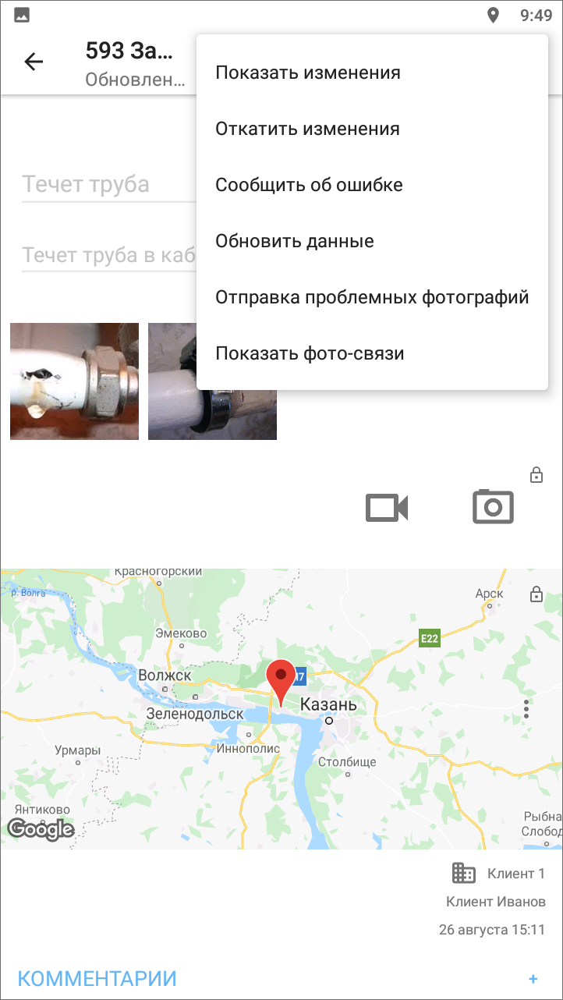 9:49
593 За...
Обновлен...
Показать изменения
Откатить изменения
Сообщить об ошибке
Обновить данные
Отправка проблемных фотографий
Показать фото-связи
Течет труба
Течет труба в каб
Красногорский
р. Волга
Арск
Эмеково
E22
Волжск
Казань
Зеленодольск
Иннополис
Урмары
Столбище
Янтиково
Рыбна
Слобод
Google
Клиент 1
Клиент Иванов
26 августа 15:11
КОММЕНТАРИИ +